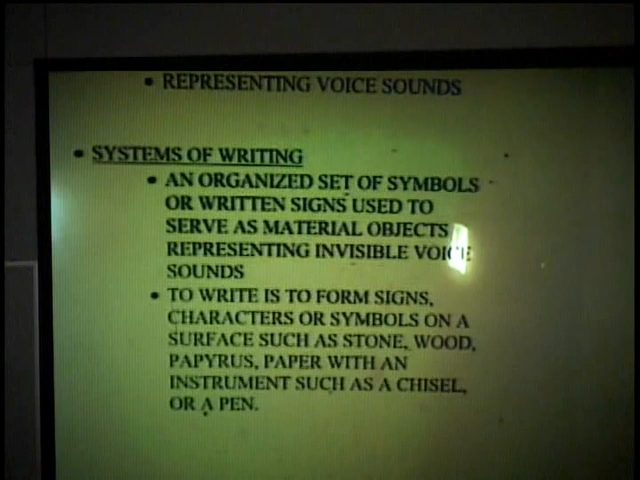 • REPRESENTING VOICE SOUNDS
• SYSTEMS OF WRITING
• AN ORGANIZED SET OF SYMBOLS
OR WRITTEN SIGNS USED TO
SERVE AS MATERIAL OBJECTS
REPRESENTING INVISIBLE VOICE
SOUNDS
• TO WRITE IS TO FORM SIGNS,
CHARACTERS OR SYMBOLS ON A
SURFACE SUCH AS STONE, WOOD,
PAPYRUS, PAPER WITH AN
INSTRUMENT SUCH AS A CHISEL,
OR A PEN.